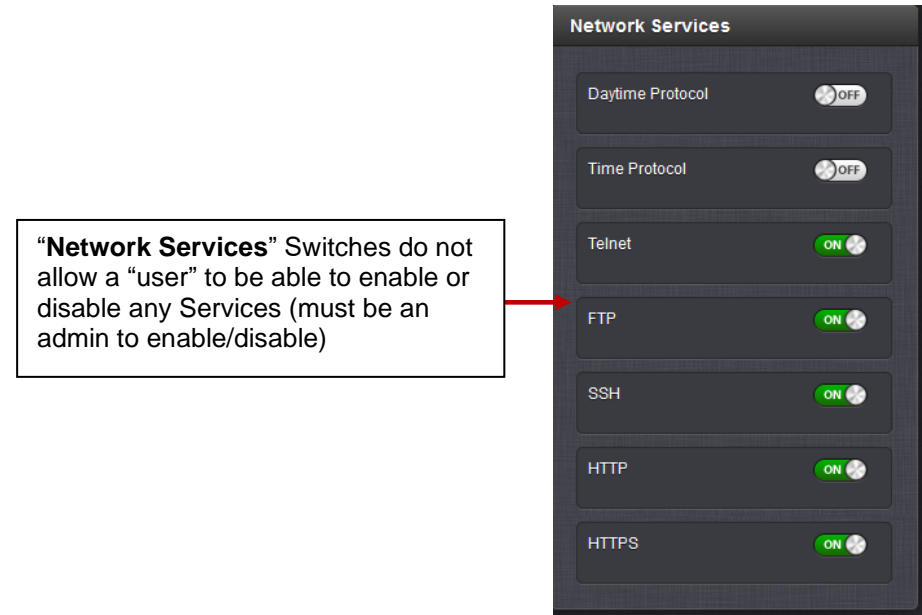 Network Services
Daytime Protocol OFF
Time Protocol OFF
Telnet ON
FTP ON
SSH ON
HTTP ON
HTTPS ON
“Network Services” Switches do not
allow a “user” to be able to enable or
disable any Services (must be an
admin to enable/disable)